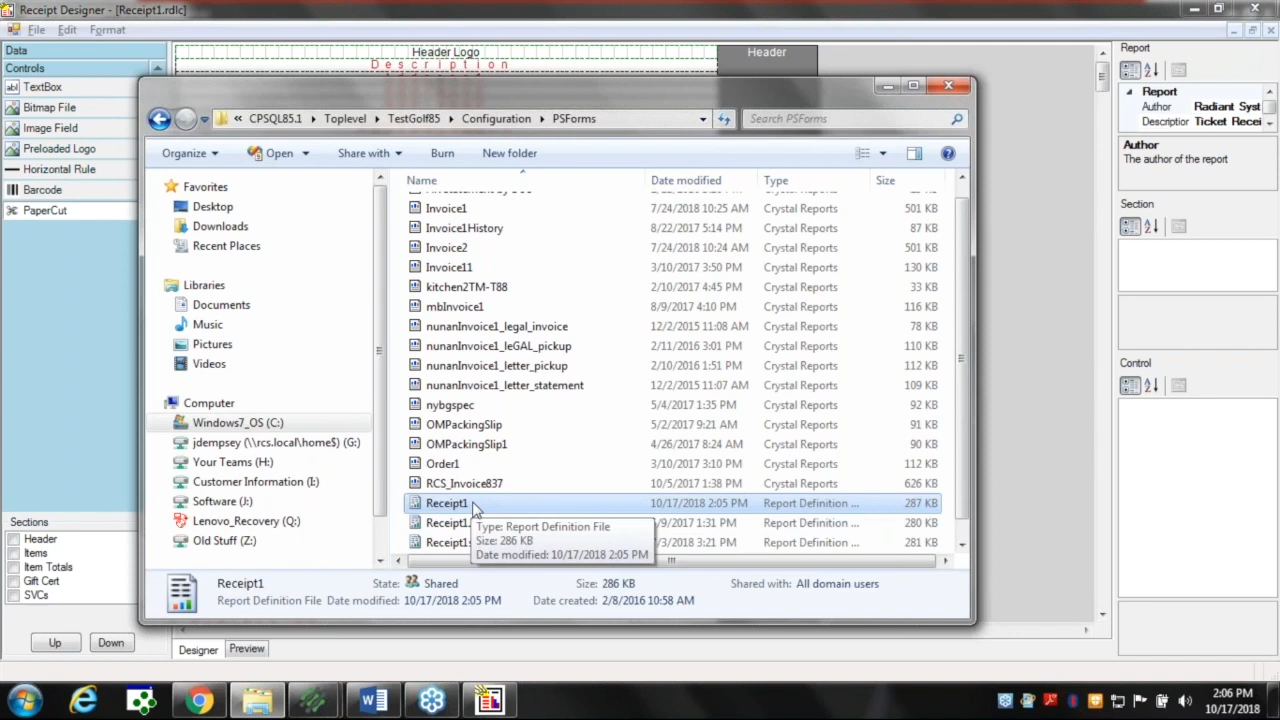 Receipt Designer - [Receipt1.rdlc]
File Edit Format
Data
Controls
abl TextBox
Bitmap File
Image Field
Preloaded Logo
Horizontal Rule
Barcode
PaperCut
Sections
Header
Items
Item Totals
Gift Cert
SVCs
Up Down
Header Logo
Description
Header
« CPSQL85.1 Toplevel TestGolf85 Configuration PSForms
Search PSForms
Organize Open Share with Burn New folder
Favorites
Desktop
Downloads
Recent Places
Libraries
Documents
Music
Pictures
Videos
Computer
Windows7_OS (C:)
jdempsey (\\rcs.local\home$) (G:)
Your Teams (H:)
Customer Information (I:)
Software (J:)
Lenovo_Recovery (Q:)
Old Stuff (Z:)
Name Date modified Type Size
Invoice1 7/24/2018 10:25 AM Crystal Reports 501 KB
Invoice1History 8/22/2017 5:14 PM Crystal Reports 87 KB
Invoice2 7/24/2018 10:24 AM Crystal Reports 501 KB
Invoice11 3/10/2017 3:50 PM Crystal Reports 130 KB
kitchen2TM-T88 2/10/2017 4:45 PM Crystal Reports 33 KB
mbInvoice1 8/9/2017 4:10 PM Crystal Reports 116 KB
nunanInvoice1_legal_invoice 12/2/2015 11:08 AM Crystal Reports 78 KB
nunanInvoice1_leGAL_pickup 2/11/2016 3:01 PM Crystal Reports 110 KB
nunanInvoice1_letter_pickup 2/10/2016 1:51 PM Crystal Reports 112 KB
nunanInvoice1_letter_statement 12/2/2015 11:07 AM Crystal Reports 109 KB
nybgspec 5/4/2017 1:35 PM Crystal Reports 92 KB
OMPackingSlip 5/2/2017 9:21 AM Crystal Reports 91 KB
OMPackingSlip1 4/26/2017 8:24 AM Crystal Reports 90 KB
Order1 3/10/2017 3:10 PM Crystal Reports 112 KB
RCS_Invoice837 10/5/2017 1:38 PM Crystal Reports 626 KB
Receipt1 10/17/2018 2:05 PM Report Definition ... 287 KB
Receipt1 /9/2017 1:31 PM Report Definition ... 280 KB
Receipt1 /3/2018 3:21 PM Report Definition ... 281 KB
Type: Report Definition File
Size: 286 KB
Date modified: 10/17/2018 2:05 PM
Receipt1 State: Shared Size: 286 KB Shared with: All domain users
Report Definition File Date modified: 10/17/2018 2:05 PM Date created: 2/8/2016 10:58 AM
Designer Preview
Report
Report
Author Radiant Syst
Descriptior Ticket Recei
Author
The author of the report
Section
Control
2:06 PM
10/17/2018